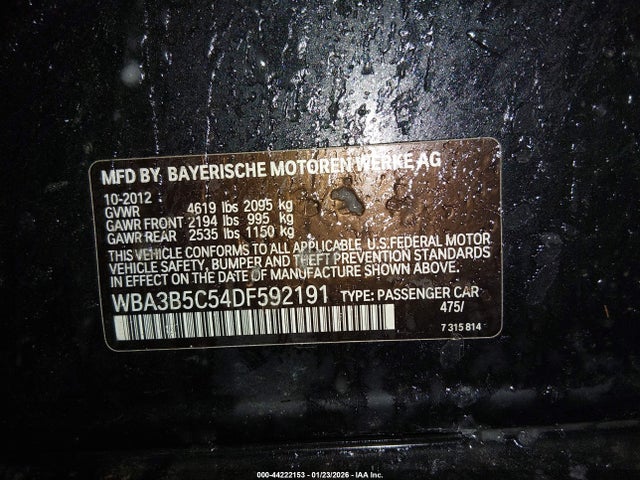 MFD BY BAYERISCHE MOTOREN WERKE AG
10-2012
GVWR 4619 lbs 2095 kg
GAWR FRONT 2194 lbs 995 kg
GAWR REAR 2535 lbs 1150 kg
THIS VEHICLE CONFORMS TO ALL APPLICABLE U.S.FEDERAL MOTOR
VEHICLE SAFETY, BUMPER AND THEFT PREVENTION STANDARDS
IN EFFECT ON THE DATE OF MANUFACTURE SHOWN ABOVE.
WBA3B5C54DF592191 TYPE: PASSENGER CAR
475/
7 315 814
000-44222153 - 01/23/2026 - IAA Inc.